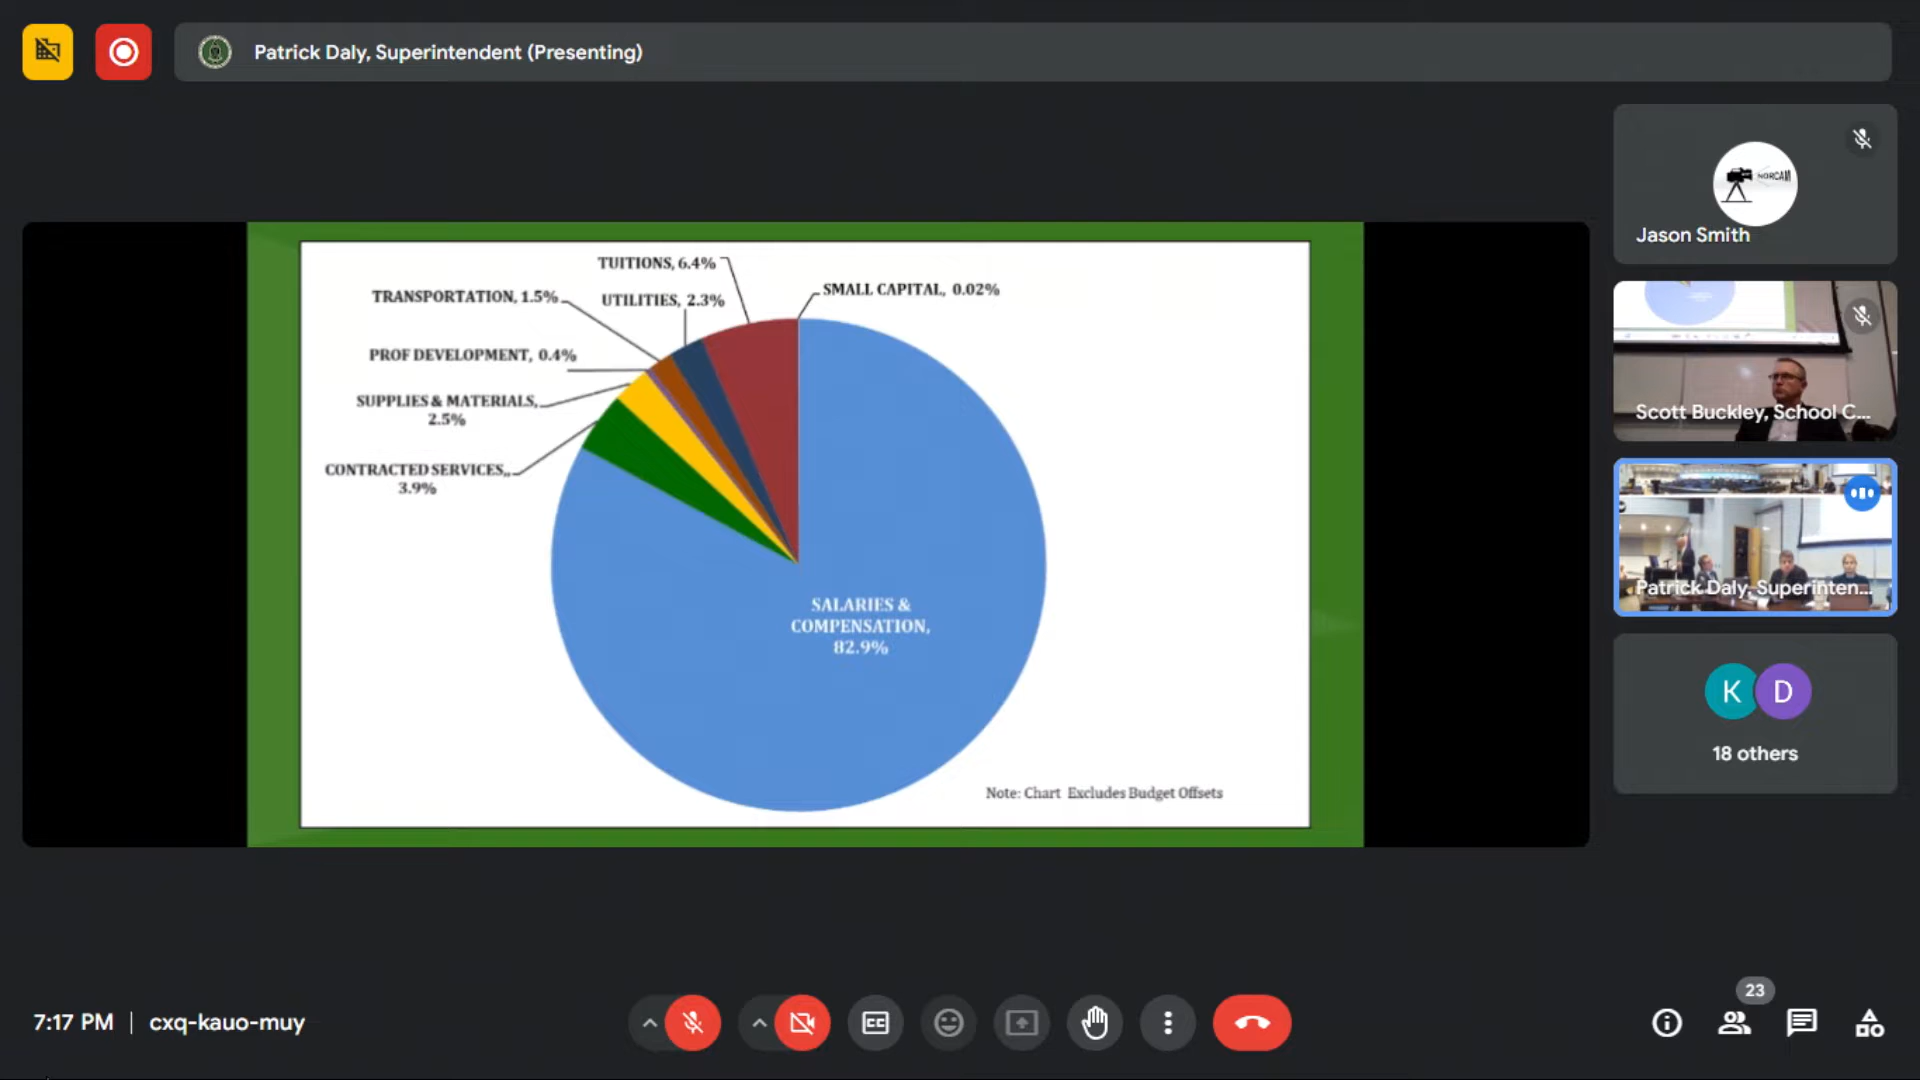 Patrick Daly, Superintendent (Presenting)
NORCAM
Jason Smith
TUITIONS, 6.4%
SMALL CAPITAL, 0.02%
TRANSPORTATION, 1.5%
UTILITIES, 2.3%
PROF DEVELOPMENT, 0.4%
SUPPLIES & MATERIALS,
2.5%
CONTRACTED SERVICES,,
3.9%
SALARIES &
COMPENSATION,
82.9%
Note: Chart Excludes Budget Offsets
Scott Buckley, School C...
Patrick Daly, Superinten...
K
D
18 others
7:17 PM | cxq-kauo-muy
CC
23